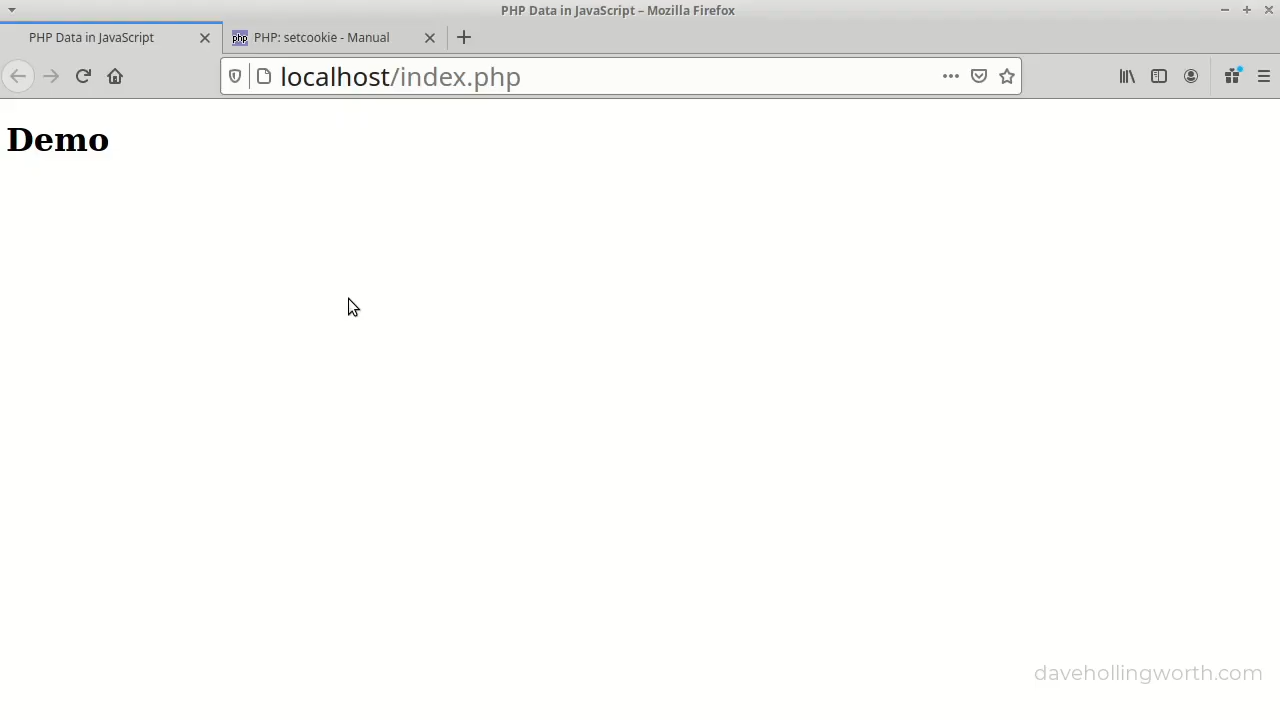 PHP Data in JavaScript – Mozilla Firefox
PHP Data in JavaScript
php PHP: setcookie - Manual
localhost/index.php
Demo
davehollingworth.com